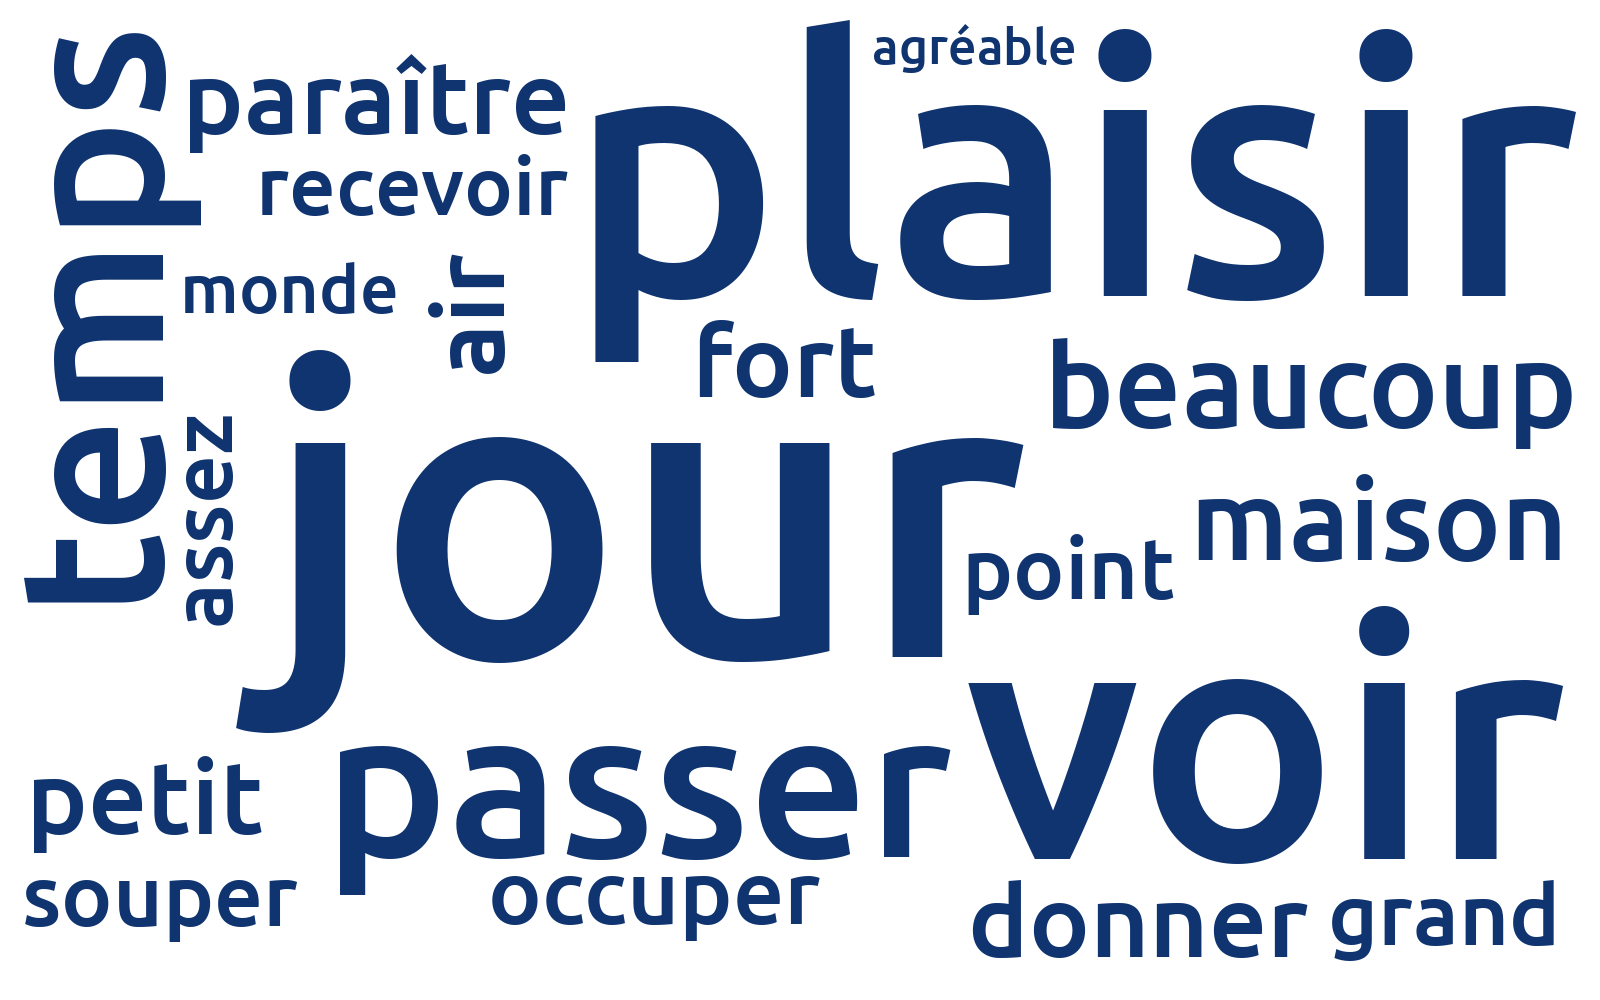 temps
paraître
plaisir
agréable
recevoir
monde
air
fort
beaucoup
jour
assez
maison
point
voir
passer
petit
souper
occuper
donner
grand